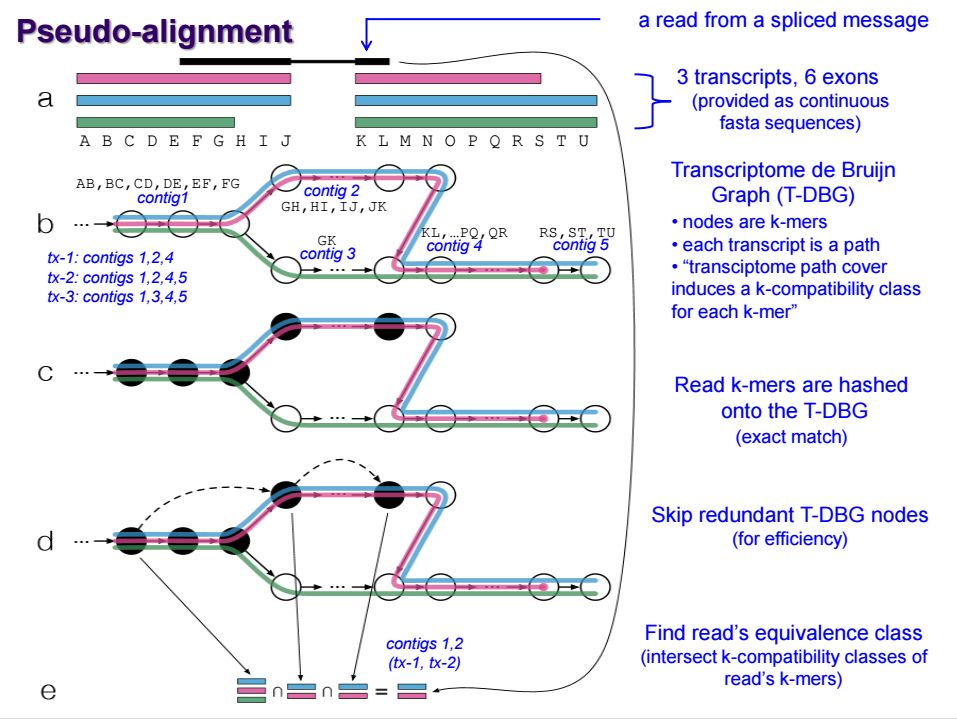 Pseudo-alignment
a read from a spliced message
a
3 transcripts, 6 exons
(provided as continuous
fasta sequences)
A B C D E F G H I J
K L M N O P Q R S T U
b
AB,BC,CD,DE,EF,FG
contig1
contig 2
GH,HI,IJ,JK
GK
contig 3
KL,…PQ,QR
contig 4
RS,ST,TU
contig 5
...
...
...
...
tx-1: contigs 1,2,4
tx-2: contigs 1,2,4,5
tx-3: contigs 1,3,4,5
Transcriptome de Bruijn
Graph (T-DBG)
• nodes are k-mers
• each transcript is a path
• “transciptome path cover
induces a k-compatibility class
for each k-mer”
c
...
...
...
...
Read k-mers are hashed
onto the T-DBG
(exact match)
d
...
...
...
...
Skip redundant T-DBG nodes
(for efficiency)
contigs 1,2
(tx-1, tx-2)
e
∩ ∩ =
Find read’s equivalence class
(intersect k-compatibility classes of
read’s k-mers)